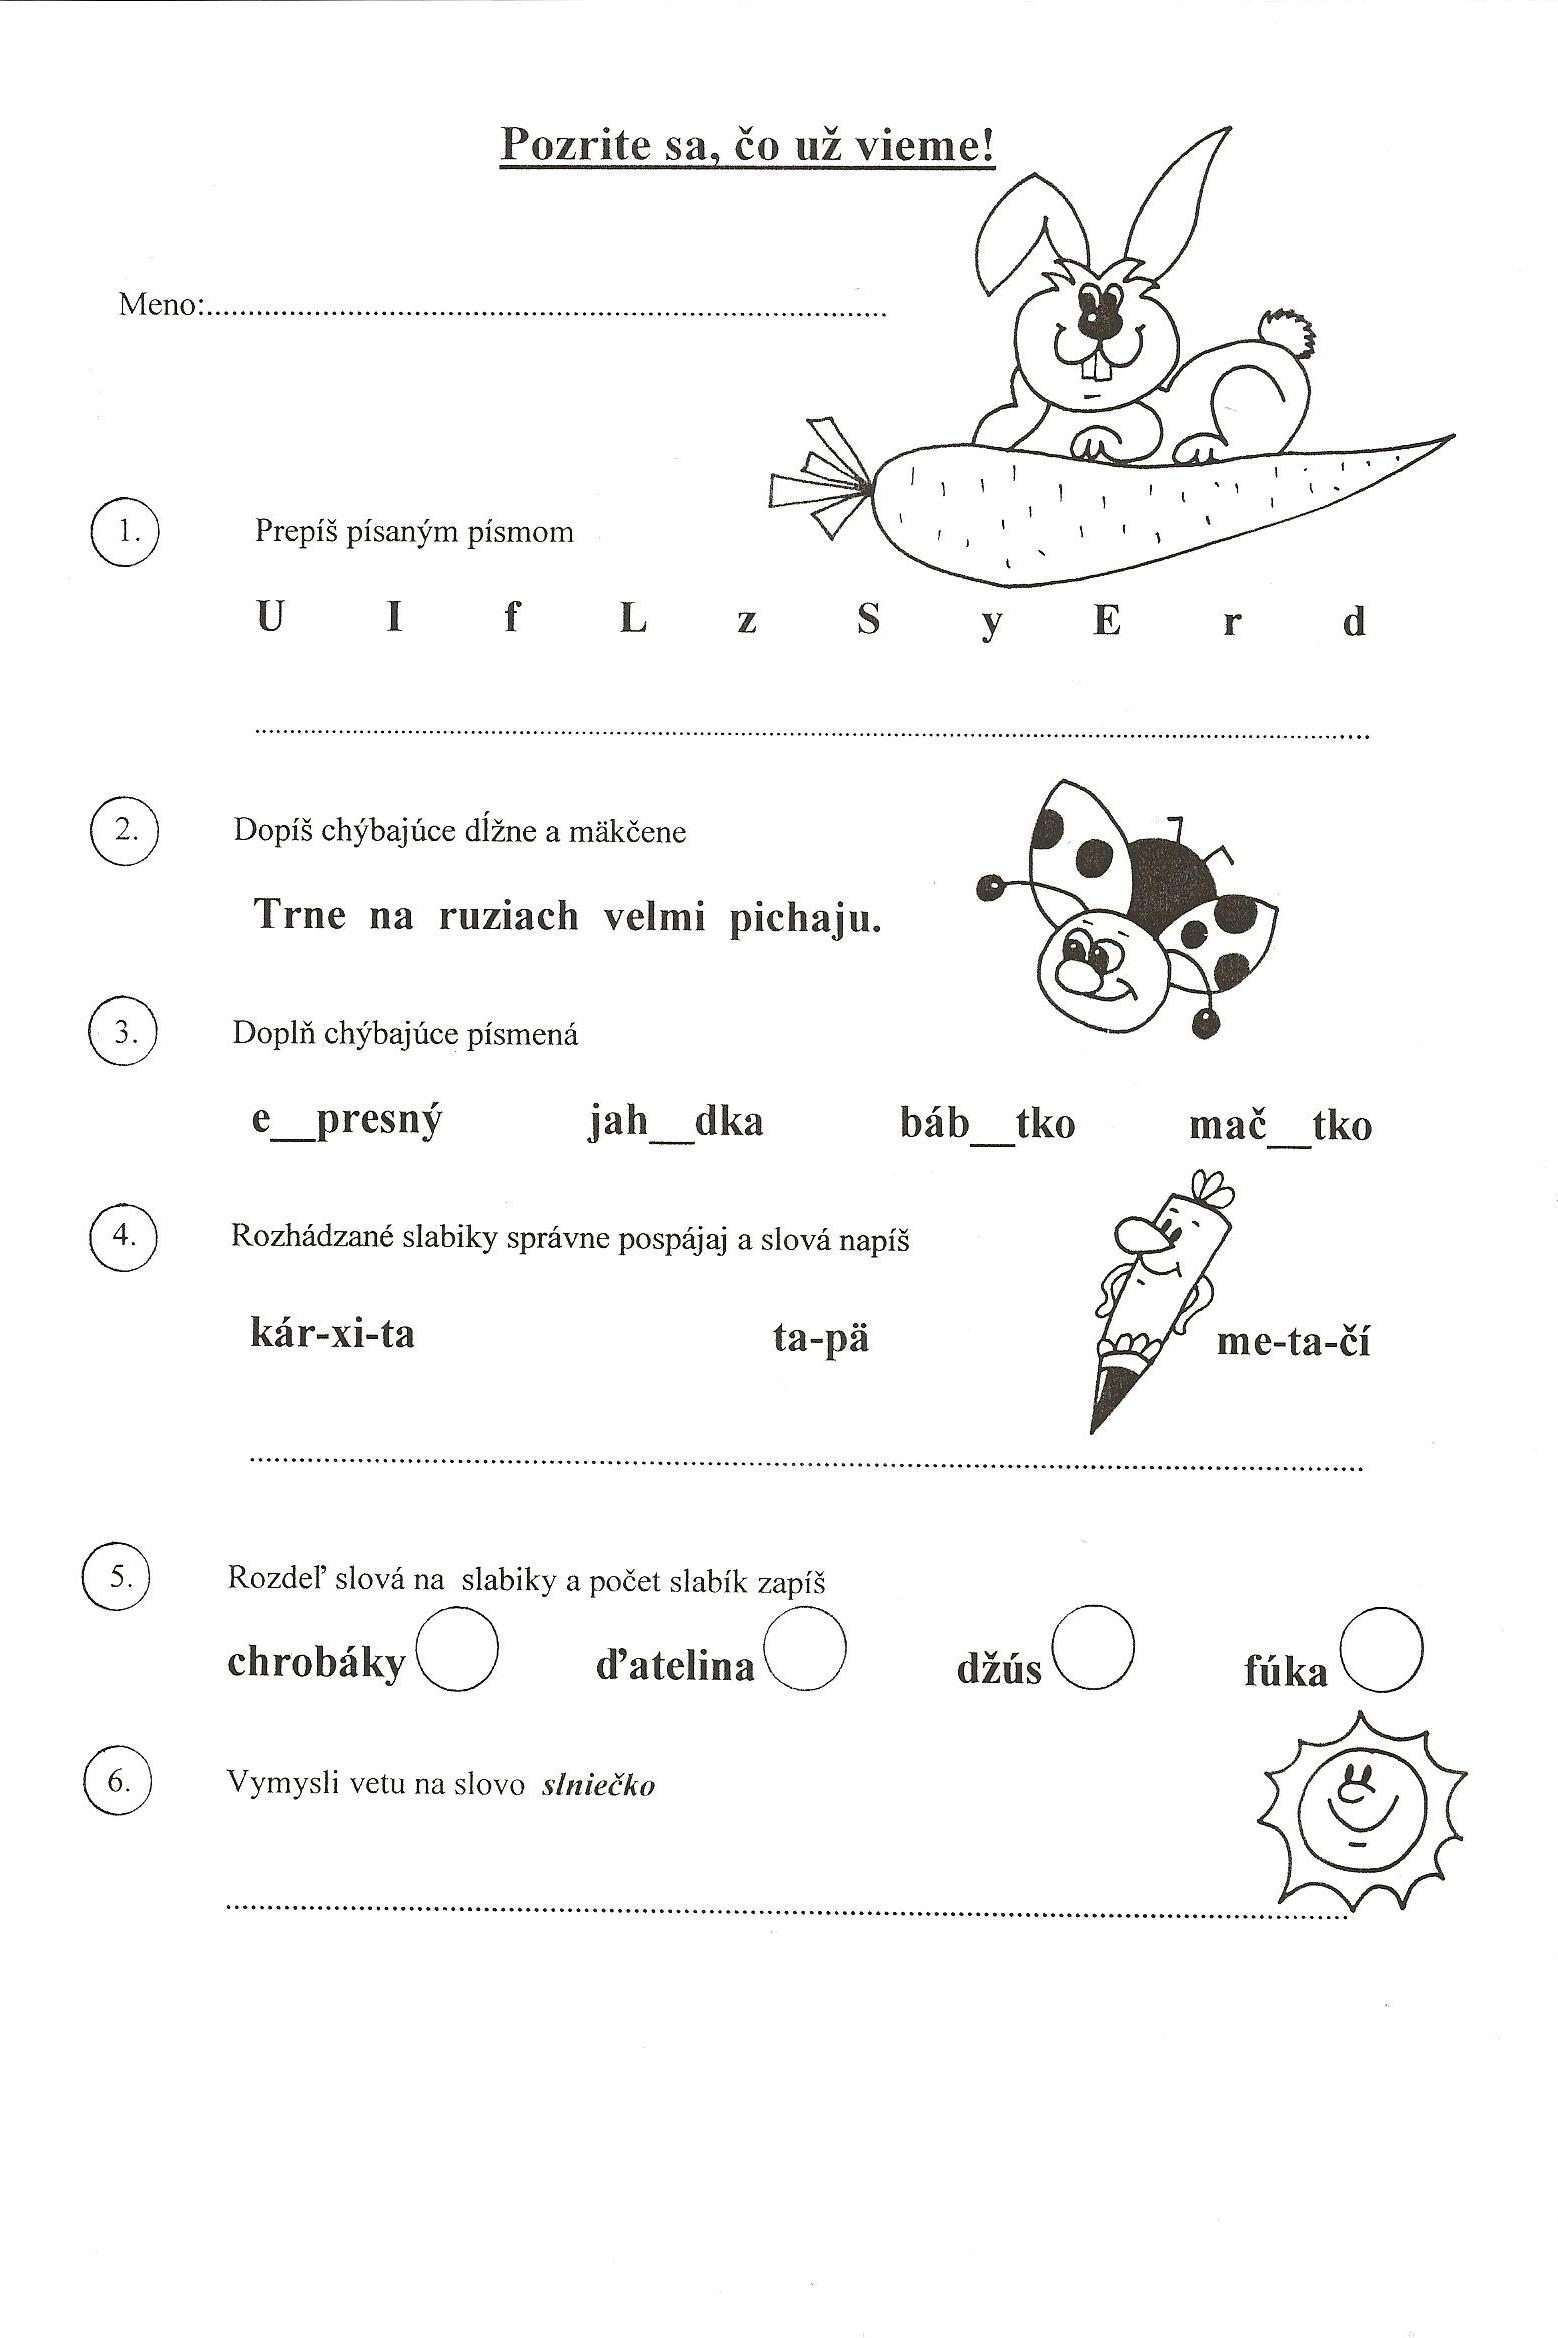 Pozrite sa, čo už vieme!
Meno:........................................................................................
1. Prepíš písaným písmom
U I f L z S y E r d
2. Dopíš chýbajúce dĺžne a mäkčene
Trne na ruziach velmi pichaju.
3. Doplň chýbajúce písmená
e__presný jah__dka báb__tko mač__tko
4. Rozhádzané slabiky správne pospájaj a slová napíš
kár-xi-ta ta-pä me-ta-čí
5. Rozdeľ slová na slabiky a počet slabík zapíš
chrobáky ďatelina džús fúka
6. Vymysli vetu na slovo slniečko